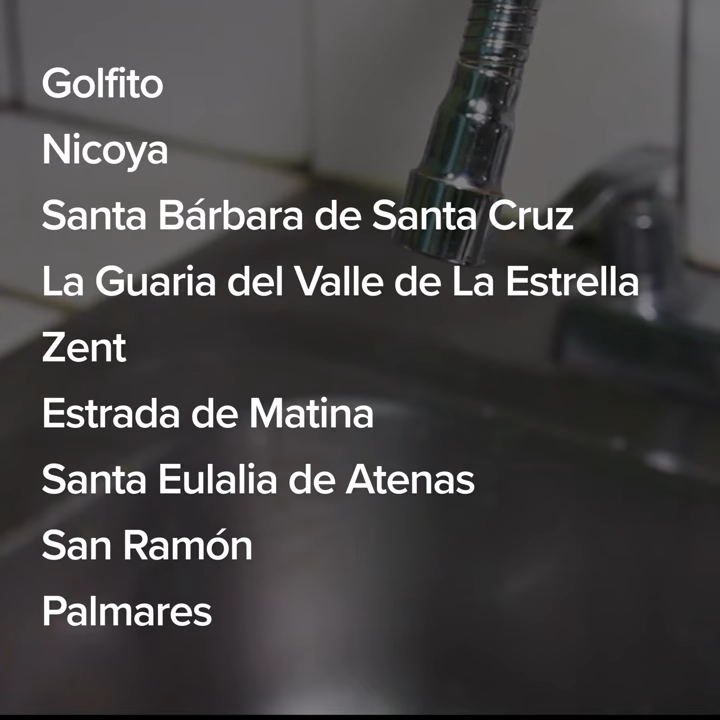 Golfito
Nicoya
Santa Bárbara de Santa Cruz
La Guaria del Valle de La Estrella
Zent
Estrada de Matina
Santa Eulalia de Atenas
San Ramón
Palmares